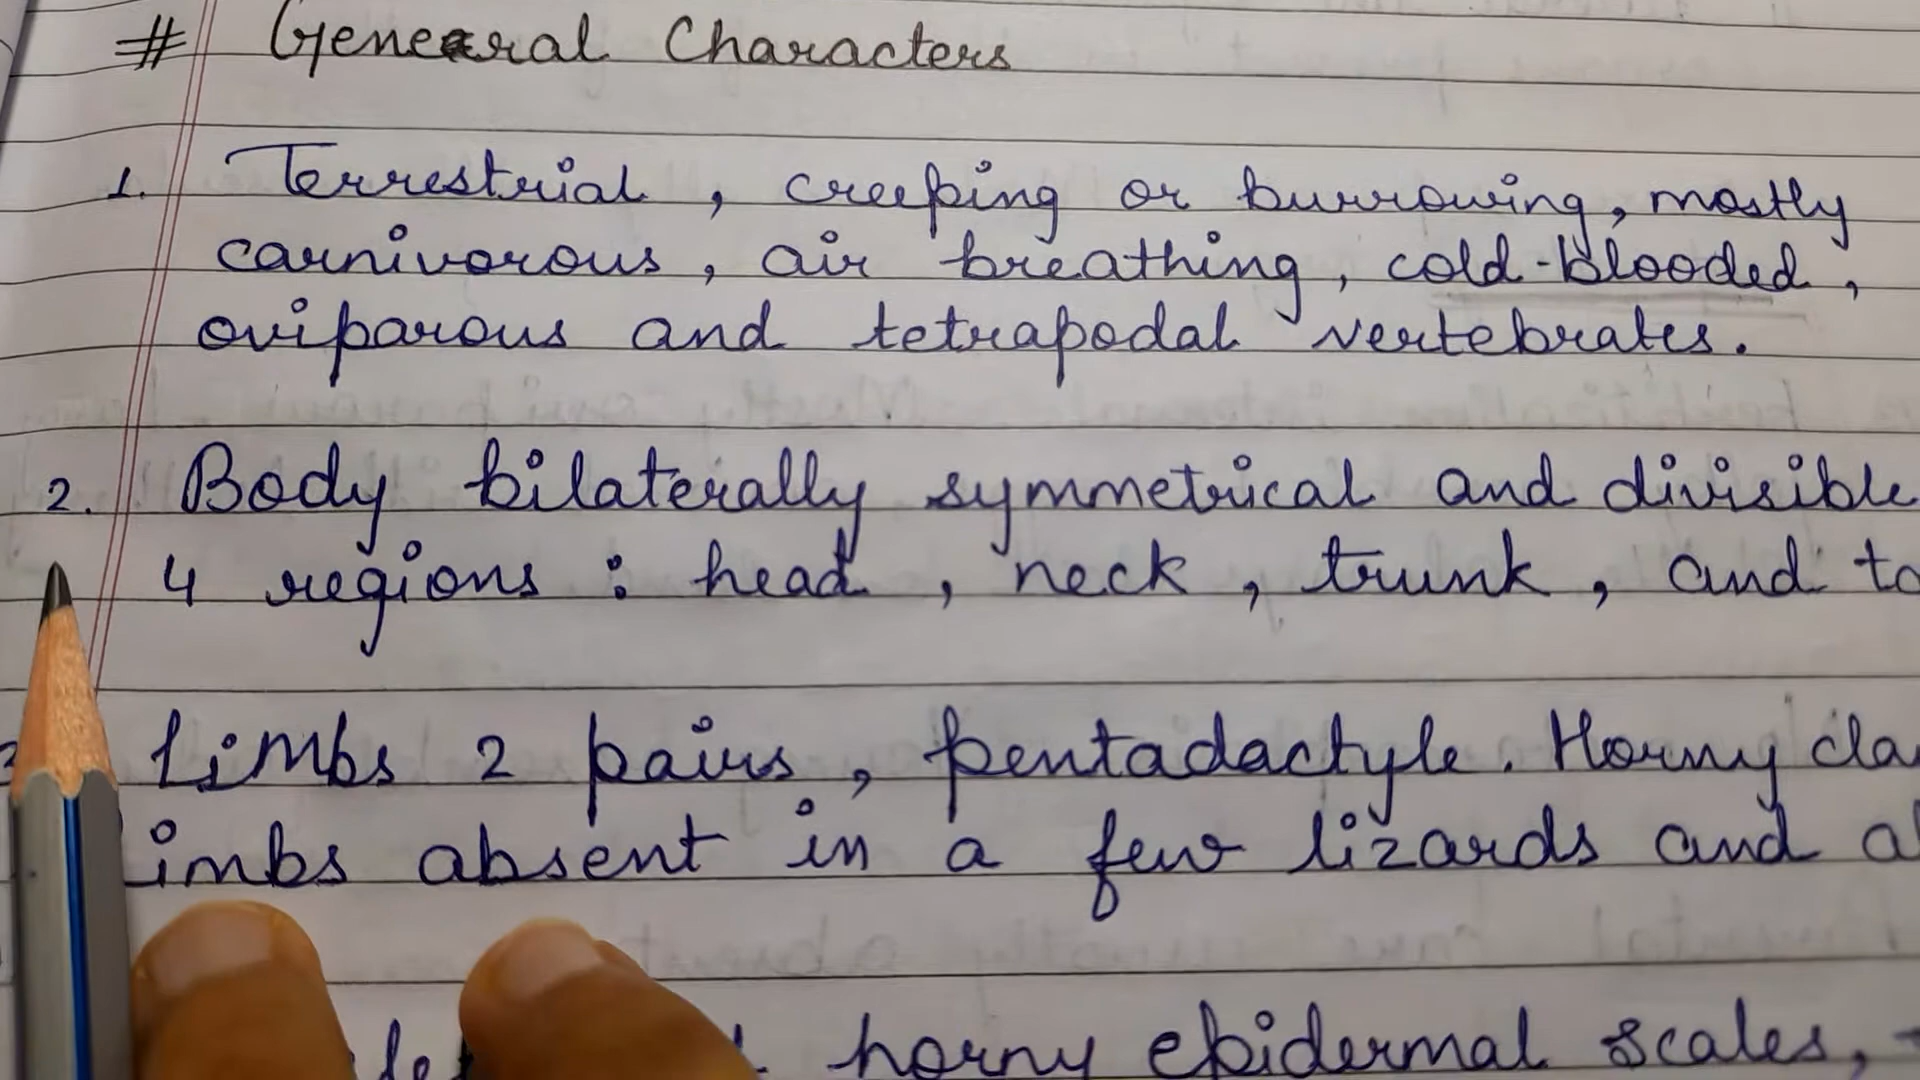 # General Characters
1. Terrestrial, creeping or burrowing, mostly
carnivorous, air breathing, cold-blooded,
oviparous and tetrapodal vertebrates.
2. Body bilaterally symmetrical and divisible
4 regions : head, neck, trunk, and
Limbs 2 pairs, pentadactyle. Horny
absent in a few lizards and
horny epidermal scales,